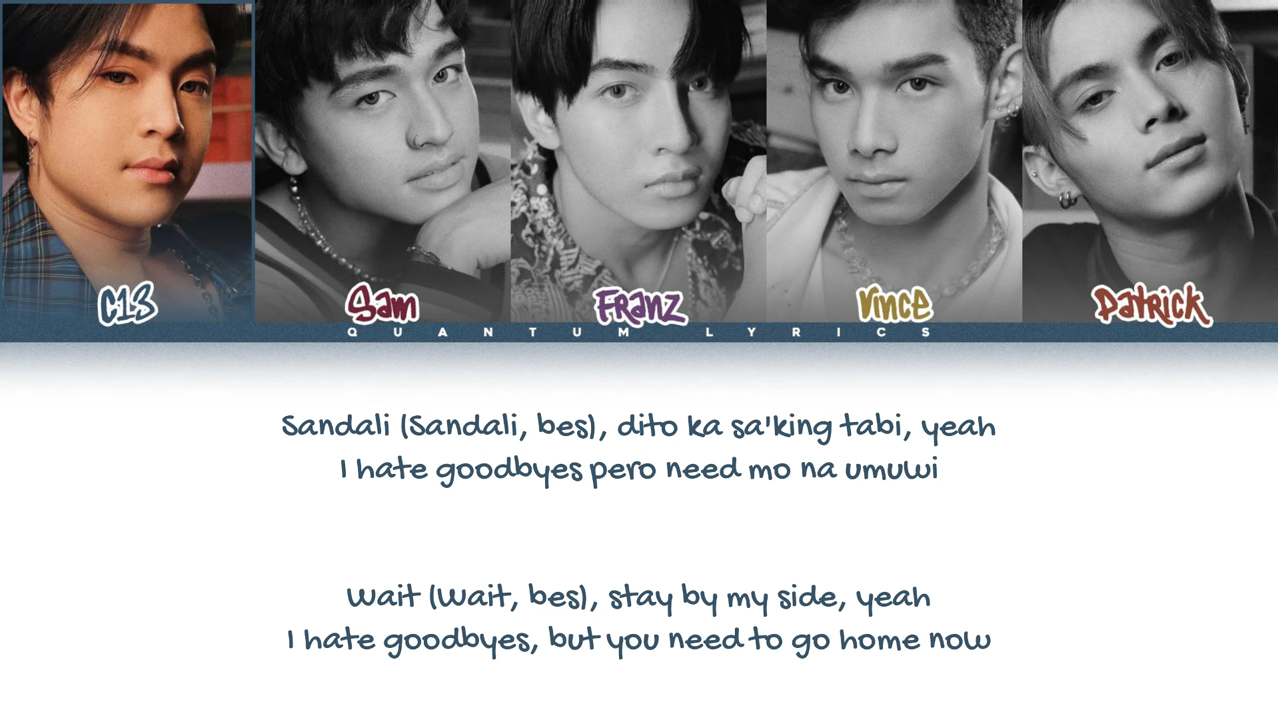 C13
Sam
Franz
Vince
Patrick
QUANTUM LYRICS
Sandali (Sandali, bes), dito ka sa'king tabi, yeah
I hate goodbyes pero need mo na umuwi
Wait (Wait, bes), stay by my side, yeah
I hate goodbyes, but you need to go home now